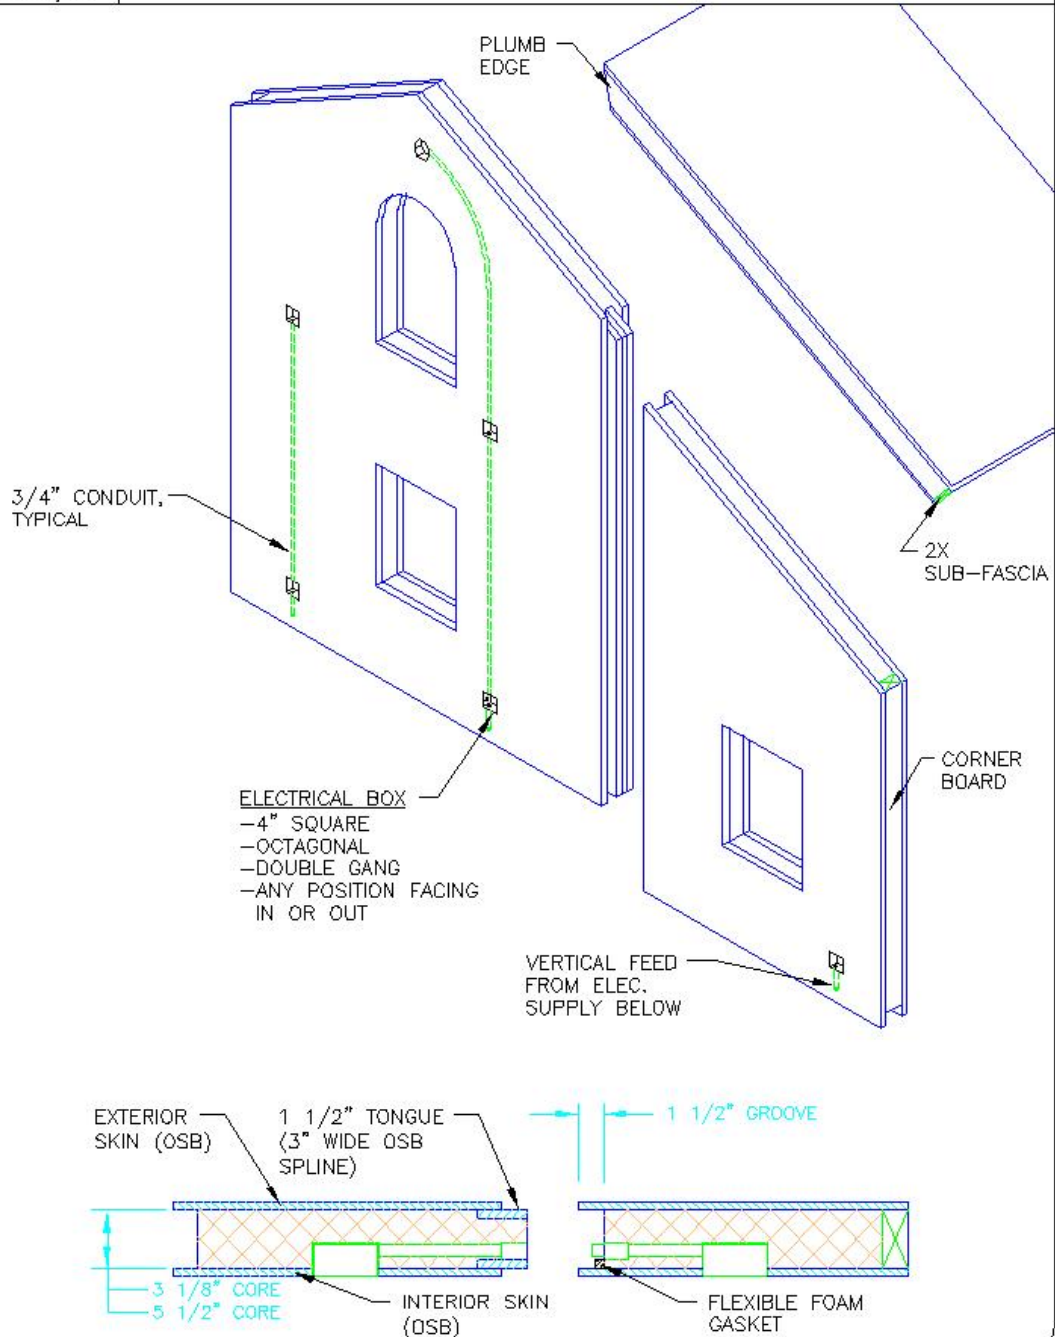 PLUMB
EDGE
3/4" CONDUIT,
TYPICAL
2X
SUB-FASCIA
ELECTRICAL BOX
-4" SQUARE
-OCTAGONAL
-DOUBLE GANG
-ANY POSITION FACING
IN OR OUT
CORNER
BOARD
VERTICAL FEED
FROM ELEC.
SUPPLY BELOW
EXTERIOR
SKIN (OSB)
1 1/2" TONGUE
(3" WIDE OSB
SPLINE)
1 1/2" GROOVE
3 1/8" CORE
5 1/2" CORE
INTERIOR SKIN
(OSB)
FLEXIBLE FOAM
GASKET